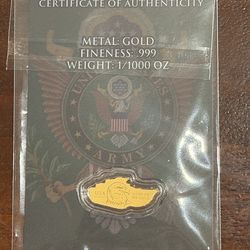 CERTIFICATE OF AUTHENTICITY
METAL: GOLD
FINENESS: .999
WEIGHT: 1/1000 OZ
ARMY